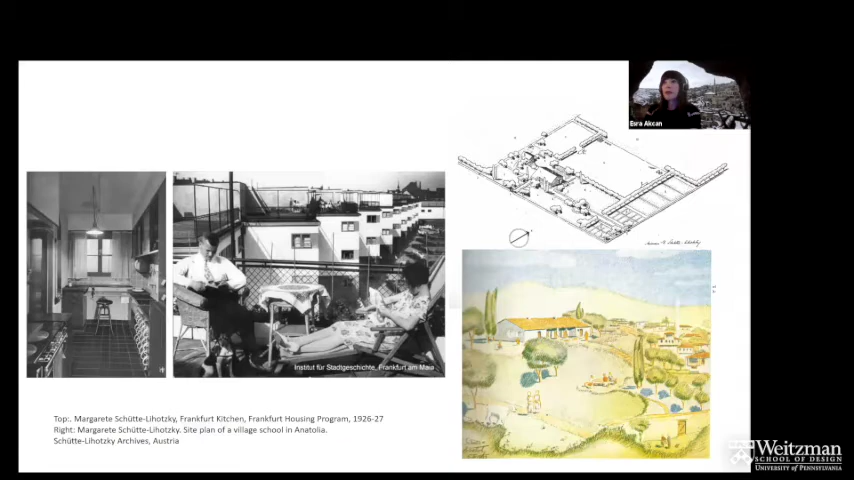 Esra Akcan
Institut für Stadtgeschichte, Frankfurt am Main
Top:. Margarete Schütte-Lihotzky, Frankfurt Kitchen, Frankfurt Housing Program, 1926-27
Right: Margarete Schütte-Lihotzky. Site plan of a village school in Anatolia.
Schütte-Lihotzky Archives, Austria
Weitzman
SCHOOL OF DESIGN
UNIVERSITY of PENNSYLVANIA